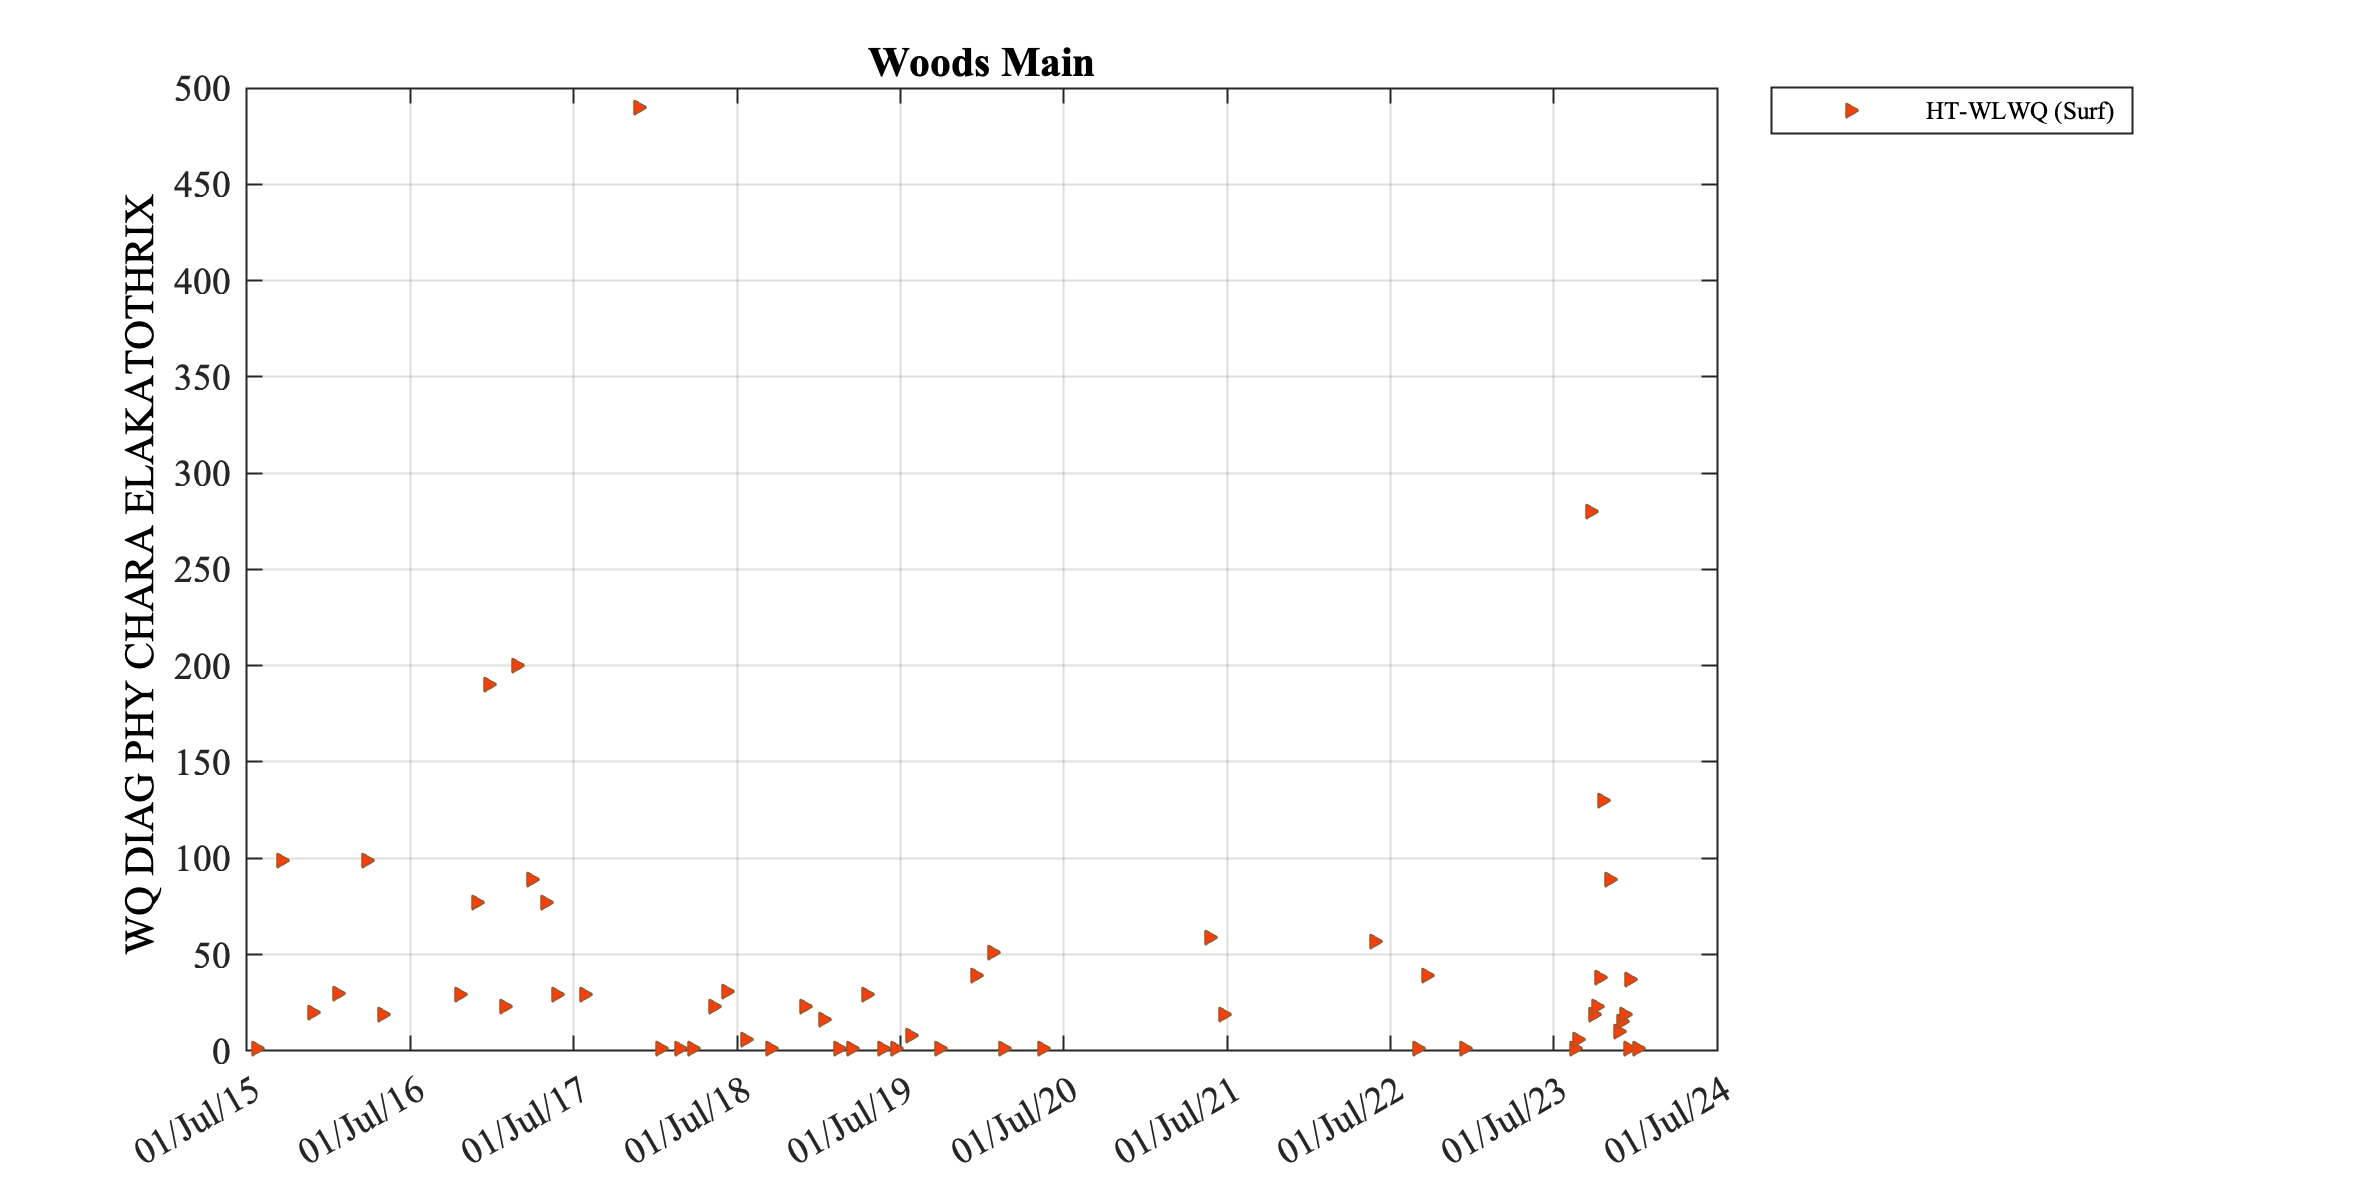 Woods Main
HT-WLWQ (Surf)
WQ DIAG PHY CHARA ELAKATOTHRIX
500
450
400
350
300
250
200
150
100
50
0
01/Jul/15
01/Jul/16
01/Jul/17
01/Jul/18
01/Jul/19
01/Jul/20
01/Jul/21
01/Jul/22
01/Jul/23
01/Jul/24